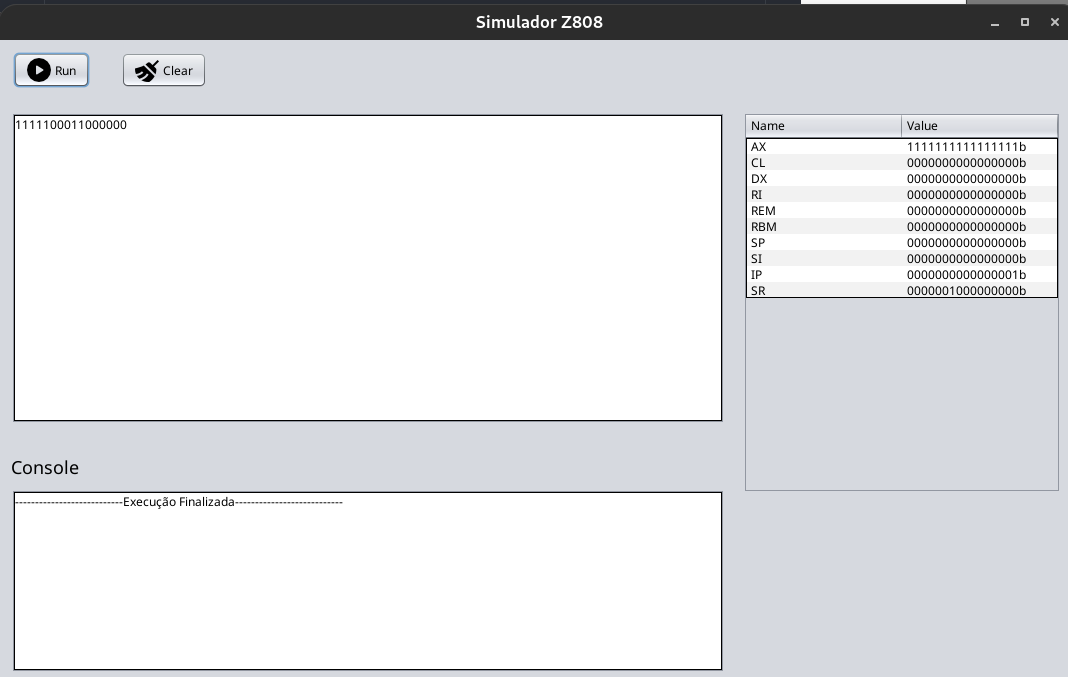 Simulador Z808
Run
Clear
1111100011000000
Name Value
AX 1111111111111111b
CL 0000000000000000b
DX 0000000000000000b
RI 0000000000000000b
REM 0000000000000000b
RBM 0000000000000000b
SP 0000000000000000b
SI 0000000000000000b
IP 0000000000000001b
SR 0000001000000000b
Console
---------------------------Execução Finalizada---------------------------